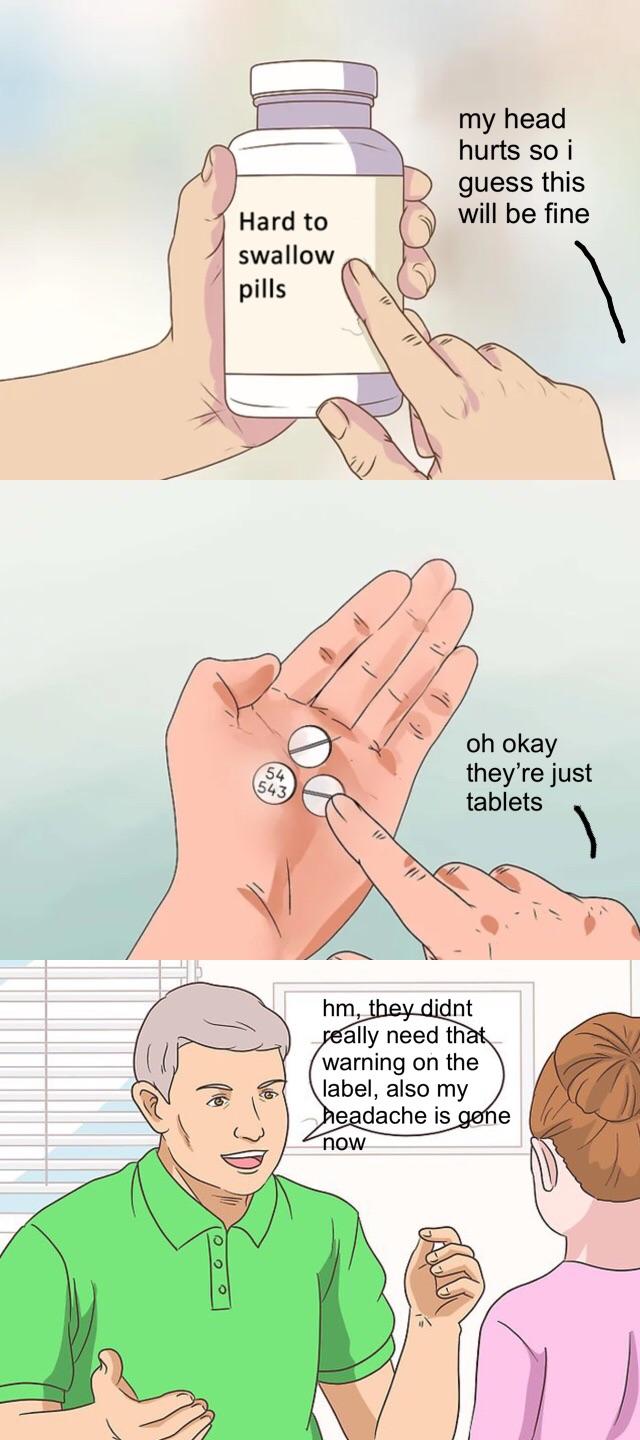 my head
hurts so i
guess this
will be fine
Hard to
swallow
pills
oh okay
they're just
tablets
54
543
hm, they didnt
really need that
warning on the
label, also my
headache is gone
now